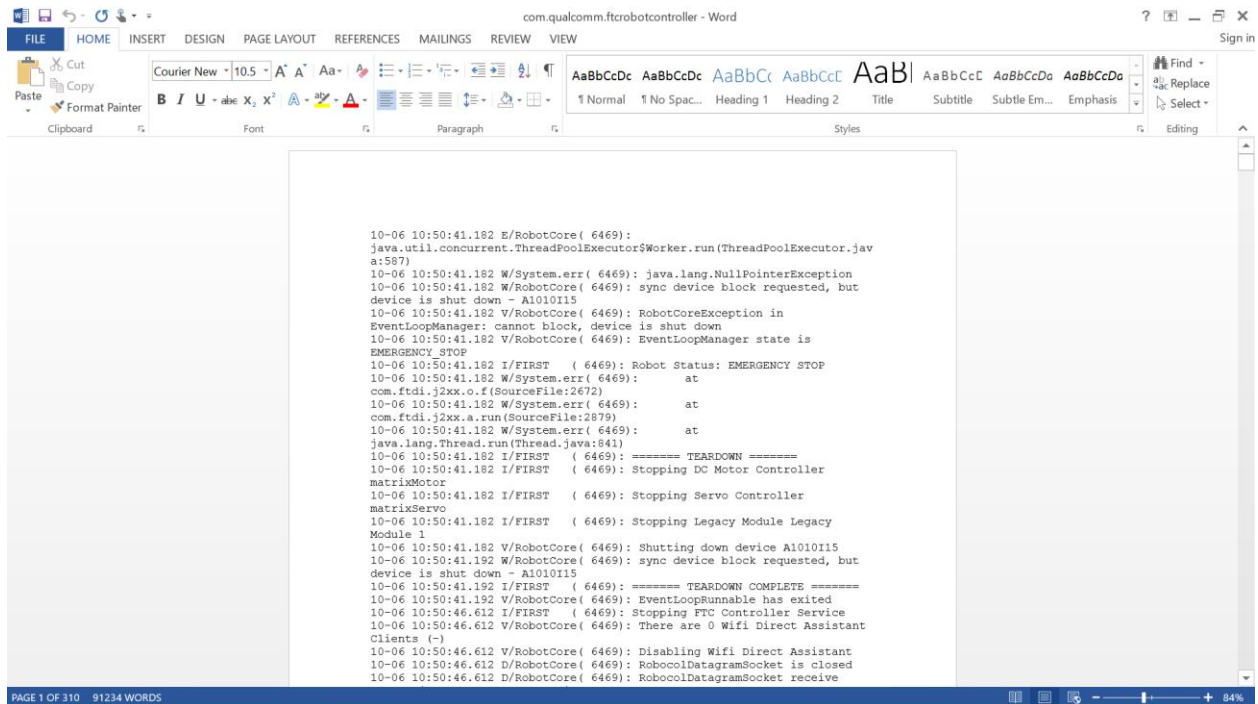 com.qualcomm.ftcrobotcontroller - Word
FILE HOME INSERT DESIGN PAGE LAYOUT REFERENCES MAILINGS REVIEW VIEW Sign in
Paste
Cut
Copy
Format Painter
Courier New 10.5
B I U abc X₂ X²
AaBbCcDc AaBbCcDc AaBbCc AaBbCcC AaBl AaBbCcC AaBbCcDa AaBbCcDa
¶ Normal ¶ No Spac... Heading 1 Heading 2 Title Subtitle Subtle Em... Emphasis
Find
Replace
Select
Clipboard Font Paragraph Styles Editing
10-06 10:50:41.182 E/RobotCore( 6469):
java.util.concurrent.ThreadPoolExecutor$Worker.run(ThreadPoolExecutor.jav
a:587)
10-06 10:50:41.182 W/System.err( 6469): java.lang.NullPointerException
10-06 10:50:41.182 W/RobotCore( 6469): sync device block requested, but
device is shut down - A1010I15
10-06 10:50:41.182 V/RobotCore( 6469): RobotCoreException in
EventLoopManager: cannot block, device is shut down
10-06 10:50:41.182 V/RobotCore( 6469): EventLoopManager state is
EMERGENCY_STOP
10-06 10:50:41.182 I/FIRST   ( 6469): Robot Status: EMERGENCY STOP
10-06 10:50:41.182 W/System.err( 6469):      at
com.ftdi.j2xx.o.f(SourceFile:2672)
10-06 10:50:41.182 W/System.err( 6469):      at
com.ftdi.j2xx.a.run(SourceFile:2879)
10-06 10:50:41.182 W/System.err( 6469):      at
java.lang.Thread.run(Thread.java:841)
10-06 10:50:41.182 I/FIRST   ( 6469): ======= TEARDOWN =======
10-06 10:50:41.182 I/FIRST   ( 6469): Stopping DC Motor Controller
matrixMotor
10-06 10:50:41.182 I/FIRST   ( 6469): Stopping Servo Controller
matrixServo
10-06 10:50:41.182 I/FIRST   ( 6469): Stopping Legacy Module Legacy
Module 1
10-06 10:50:41.182 V/RobotCore( 6469): Shutting down device A1010I15
10-06 10:50:41.192 W/RobotCore( 6469): sync device block requested, but
device is shut down - A1010I15
10-06 10:50:41.192 I/FIRST   ( 6469): ======= TEARDOWN COMPLETE =======
10-06 10:50:41.192 V/RobotCore( 6469): EventLoopRunnable has exited
10-06 10:50:46.612 I/FIRST   ( 6469): Stopping FTC Controller Service
10-06 10:50:46.612 V/RobotCore( 6469): There are 0 Wifi Direct Assistant
Clients (-)
10-06 10:50:46.612 V/RobotCore( 6469): Disabling Wifi Direct Assistant
10-06 10:50:46.612 D/RobotCore( 6469): RobocolDatagramSocket is closed
10-06 10:50:46.612 D/RobotCore( 6469): RobocolDatagramSocket receive
PAGE 1 OF 310 91234 WORDS 84%